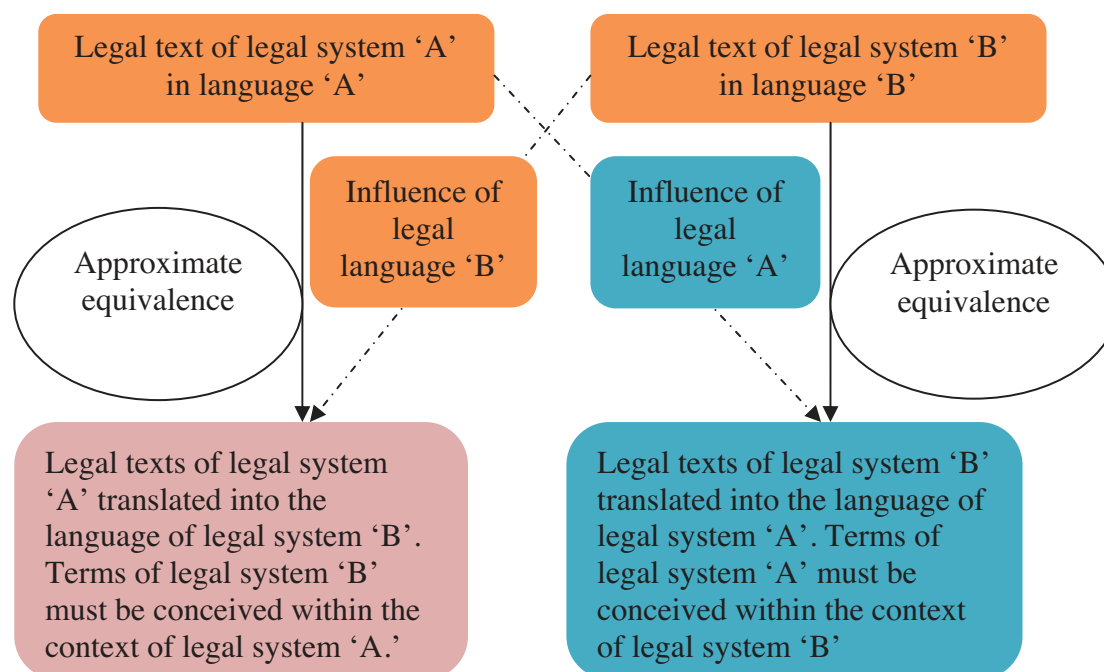 Legal text of legal system ‘A’
in language ‘A’
Legal text of legal system ‘B’
in language ‘B’
Influence of
legal
language ‘B’
Influence of
legal
language ‘A’
Approximate
equivalence
Approximate
equivalence
Legal texts of legal system
‘A’ translated into the
language of legal system ‘B’.
Terms of legal system ‘B’
must be conceived within the
context of legal system ‘A.’
Legal texts of legal system ‘B’
translated into the language of
legal system ‘A’. Terms of
legal system ‘A’ must be
conceived within the context
of legal system ‘B’